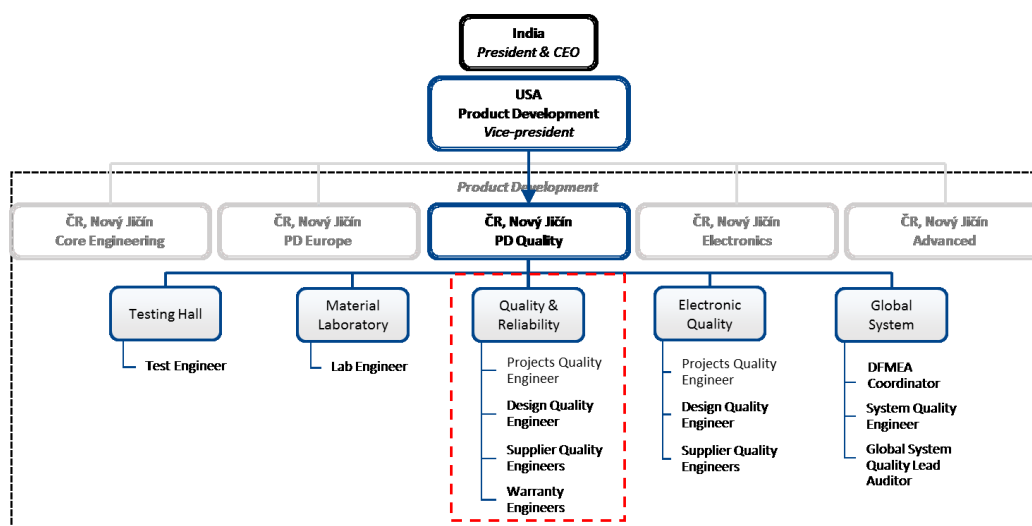 India
President & CEO
USA
Product Development
Vice-president
Product Development
ČR, Nový Jičín
Core Engineering
ČR, Nový Jičín
PD Europe
ČR, Nový Jičín
PD Quality
ČR, Nový Jičín
Electronics
ČR, Nový Jičín
Advanced
Testing Hall
Material
Laboratory
Quality &
Reliability
Electronic
Quality
Global
System
Test Engineer
Lab Engineer
Projects Quality
Engineer
Design Quality
Engineer
Supplier Quality
Engineers
Warranty
Engineers
Projects Quality
Engineer
Design Quality
Engineer
Supplier Quality
Engineers
DFMEA
Coordinator
System Quality
Engineer
Global System
Quality Lead
Auditor